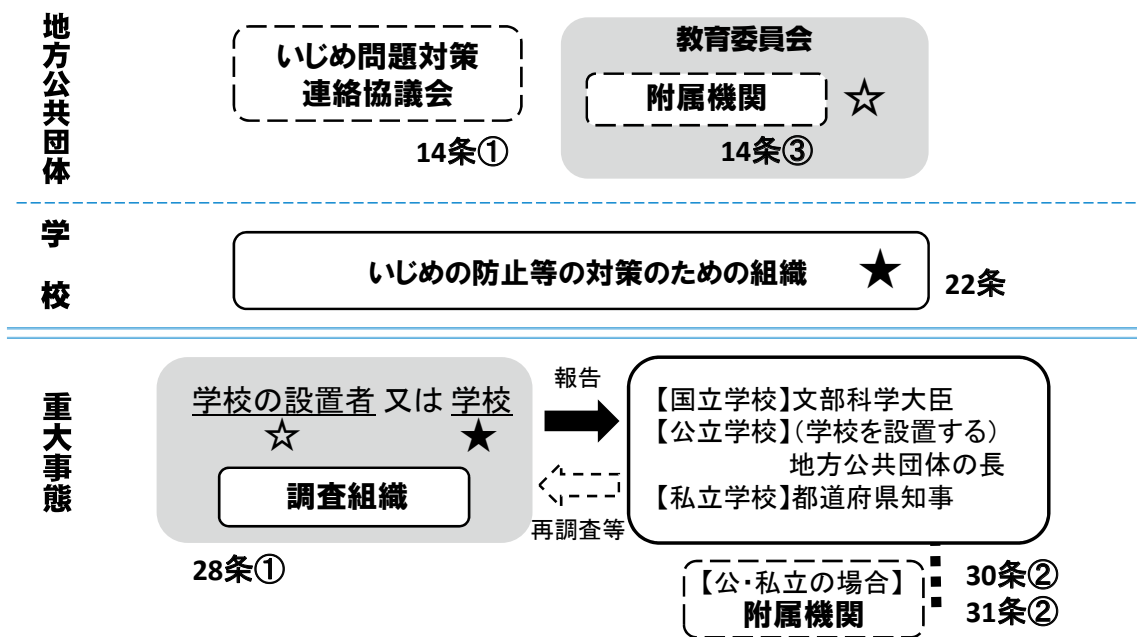 地方公共団体
いじめ問題対策
連絡協議会
14条①
教育委員会
附属機関 ☆
14条③
学校
いじめの防止等の対策のための組織 ★
22条
重大事態
学校の設置者 又は 学校
☆ ★
調査組織
28条①
報告
再調査等
【国立学校】文部科学大臣
【公立学校】(学校を設置する)
地方公共団体の長
【私立学校】都道府県知事
【公・私立の場合】
附属機関
30条②
31条②